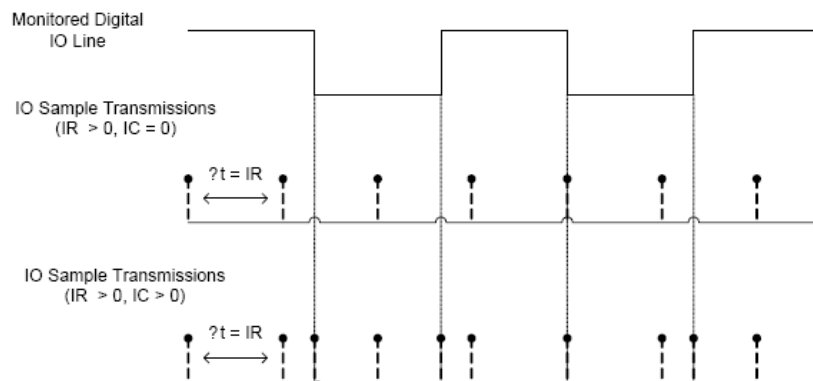 Monitored Digital
IO Line
IO Sample Transmissions
(IR > 0, IC = 0)
?t = IR
IO Sample Transmissions
(IR > 0, IC > 0)
?t = IR